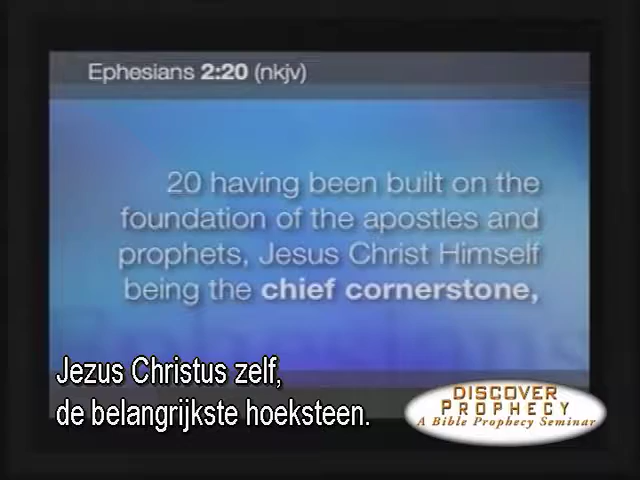 Ephesians 2:20 (nkjv)
20 having been built on the
foundation of the apostles and
prophets, Jesus Christ Himself
being the chief cornerstone,
Jezus Christus zelf,
de belangrijkste hoeksteen.
DISCOVER
PROPHECY
A Bible Prophecy Seminar